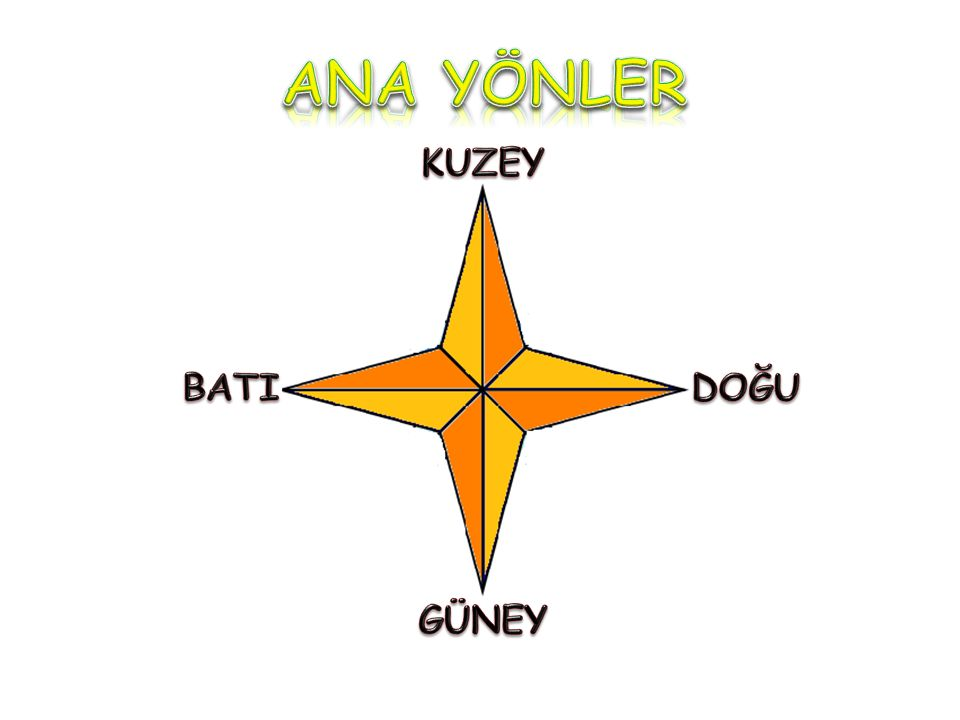 ANA YÖNLER
KUZEY
BATI
DOĞU
GÜNEY